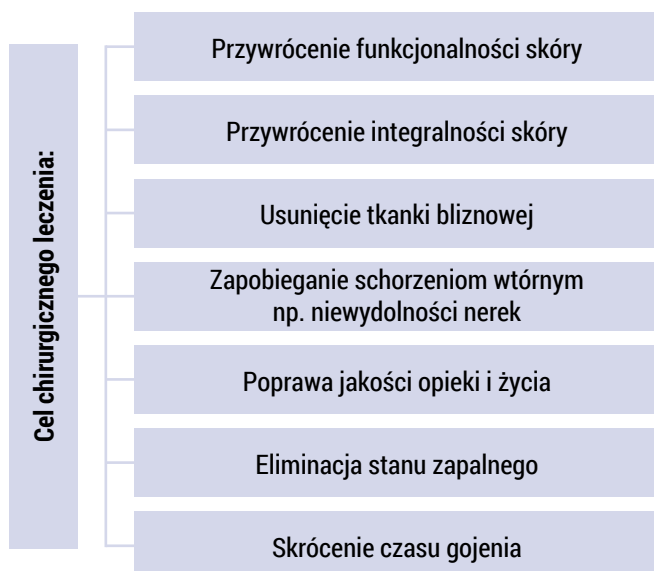 Cel chirurgicznego leczenia:
Przywrócenie funkcjonalności skóry
Przywrócenie integralności skóry
Usunięcie tkanki bliznowej
Zapobieganie schorzeniom wtórnym
np. niewydolności nerek
Poprawa jakości opieki i życia
Eliminacja stanu zapalnego
Skrócenie czasu gojenia